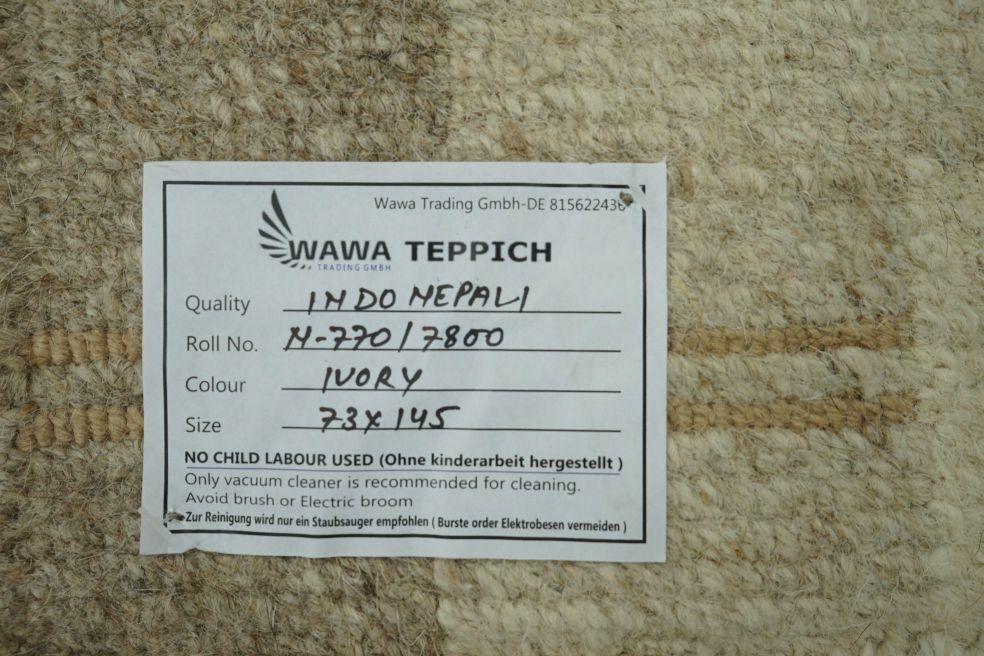 Wawa Trading Gmbh-DE 815622436
WAWA TEPPICH
TRADING GMBH
Quality INDO NEPALI
Roll No. N-770/7800
Colour IVORY
Size 73x145
NO CHILD LABOUR USED (Ohne kinderarbeit hergestellt )
Only vacuum cleaner is recommended for cleaning.
Avoid brush or Electric broom
Zur Reinigung wird nur ein Staubsauger empfohlen ( Burste order Elektrobesen vermeiden )